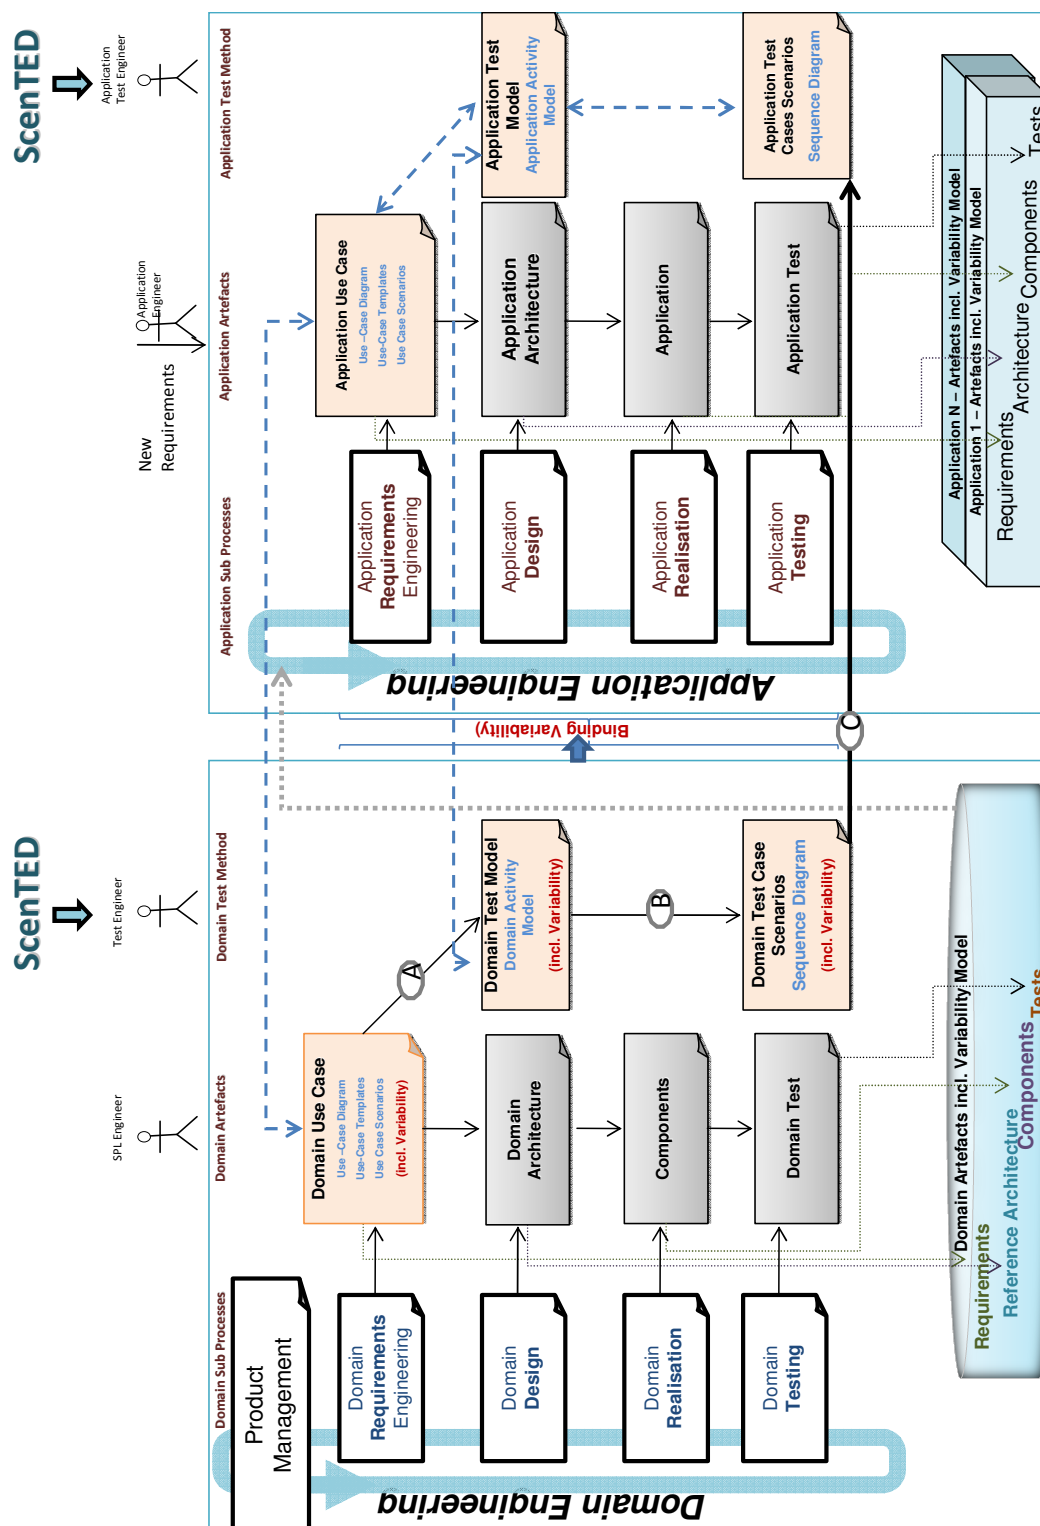 ScenTED
ScenTED
SPL Engineer
Test Engineer
New
Requirements
Application
Engineer
Application
Test Engineer
Domain Sub Processes
Domain Artefacts
Domain Test Method
Application Sub Processes
Application Artefacts
Application Test Method
Product
Management
Domain
Requirements
Engineering
Domain
Design
Domain
Realisation
Domain
Testing
Domain Engineering
Domain Use Case
Use –Case Diagram
Use-Case Templates
Use Case Scenarios
(incl. Variability)
Domain
Architecture
Components
Domain Test
A
Domain Test Model
Domain Activity
Model
(incl. Variability)
B
Domain Test Case
Scenarios
Sequence Diagram
(incl. Variability)
C
Binding Variability)
Application Engineering
Application
Requirements
Engineering
Application
Design
Application
Realisation
Application
Testing
Application Use Case
Use –Case Diagram
Use-Case Templates
Use Case Scenarios
Application
Architecture
Application
Application Test
Application Test
Model
Application Activity
Model
Application Test
Cases Scenarios
Sequence Diagram
Domain Artefacts incl. Variability Model
Requirements
Reference Architecture
Components
Tests
Application N – Artefacts incl. Variability Model
Application 1 – Artefacts incl. Variability Model
Requirements
Architecture
Components
Tests